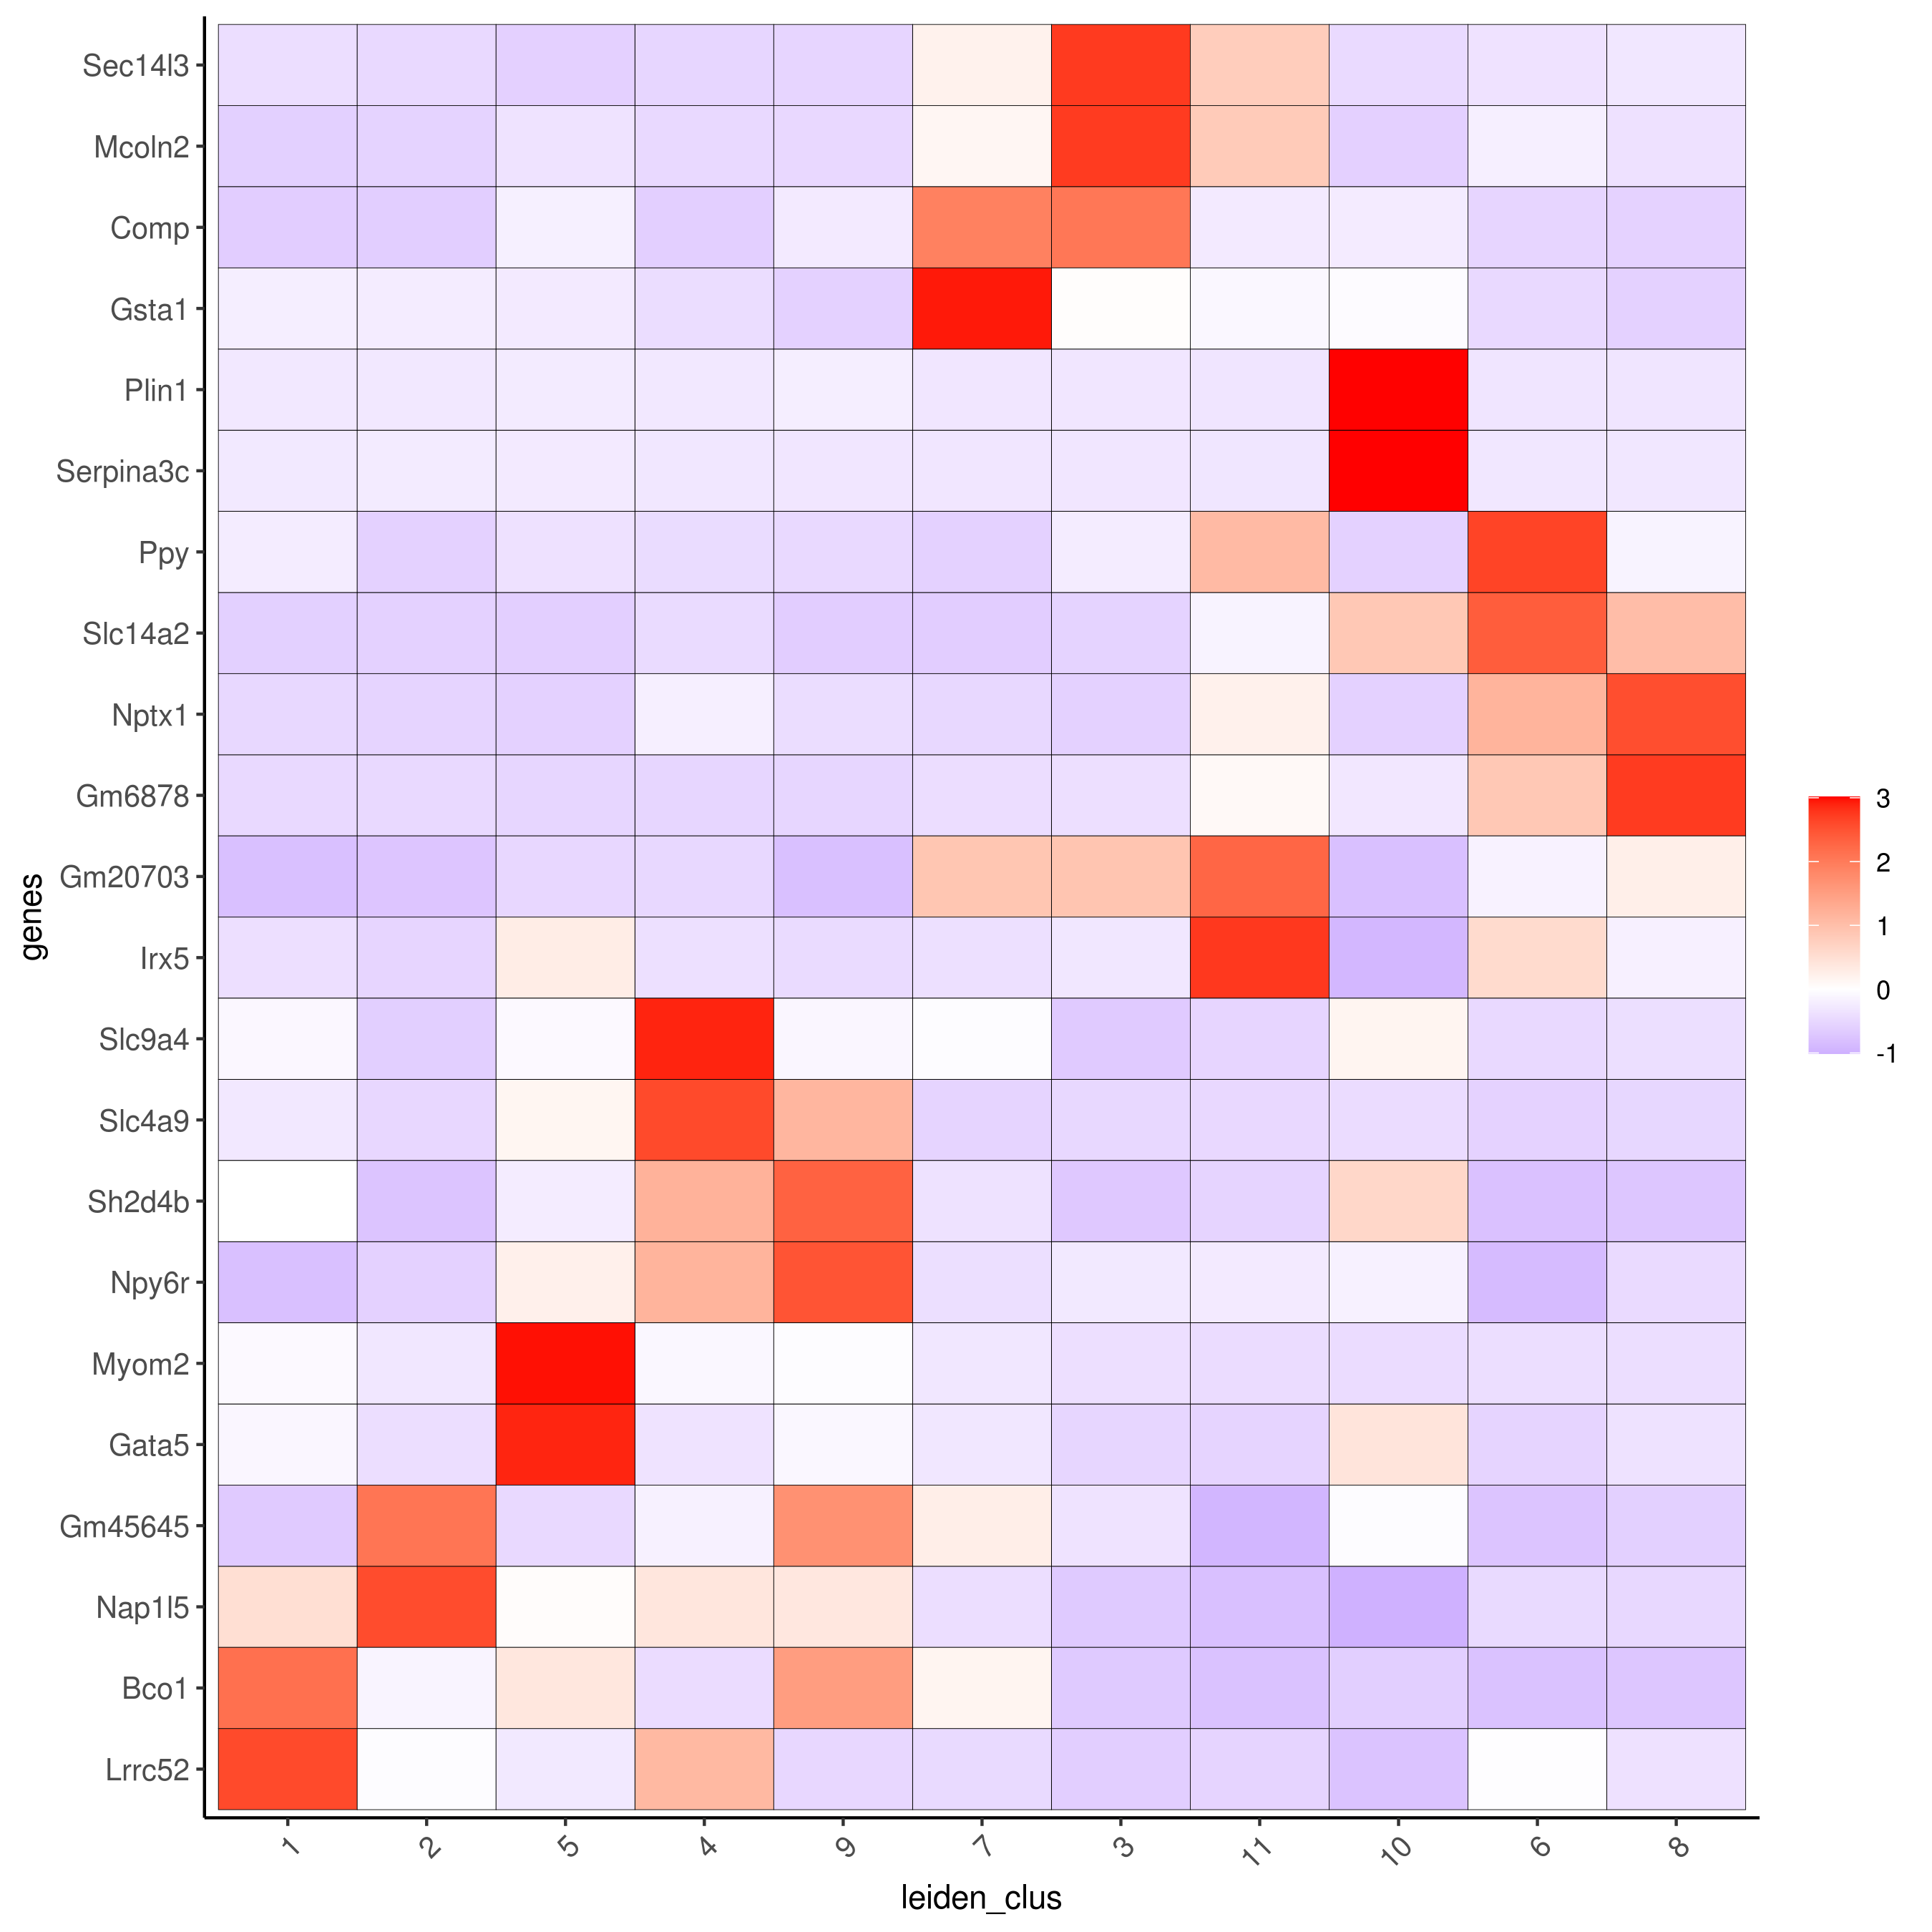 Sec14l3
Mcoln2
Comp
Gsta1
Plin1
Serpina3c
Ppy
Slc14a2
Nptx1
Gm6878
Gm20703
Irx5
Slc9a4
Slc4a9
Sh2d4b
Npy6r
Myom2
Gata5
Gm45645
Nap1l5
Bco1
Lrrc52
genes
1 2 5 4 9 7 3 11 10 6 8
leiden_clus
3
2
1
0
-1